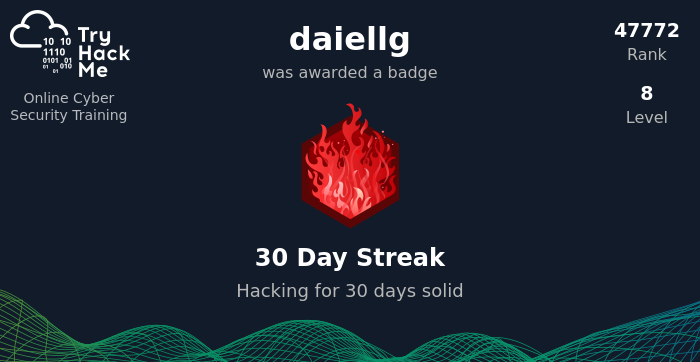 Try
Hack
Me
10 10
1110
0101 01
01 010
01
Online Cyber
Security Training
daiellg
was awarded a badge
47772
Rank
8
Level
30 Day Streak
Hacking for 30 days solid